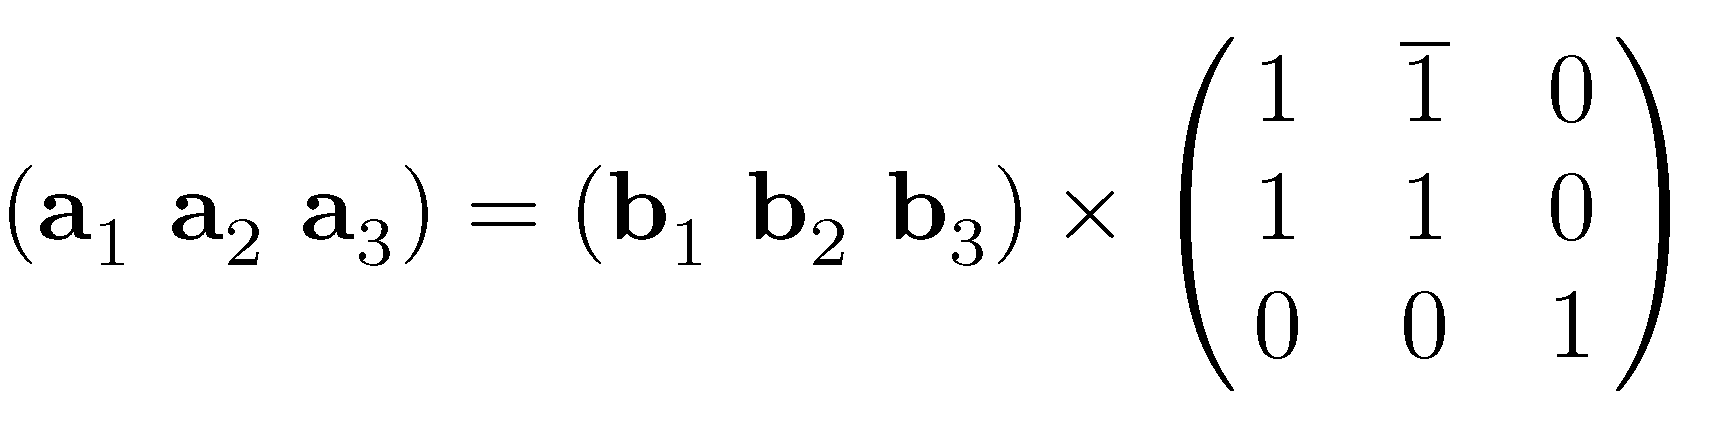 (𝐚₁ 𝐚₂ 𝐚₃) = (𝐛₁ 𝐛₂ 𝐛₃) ×
( 1 1̅ 0
1 1 0
0 0 1 )